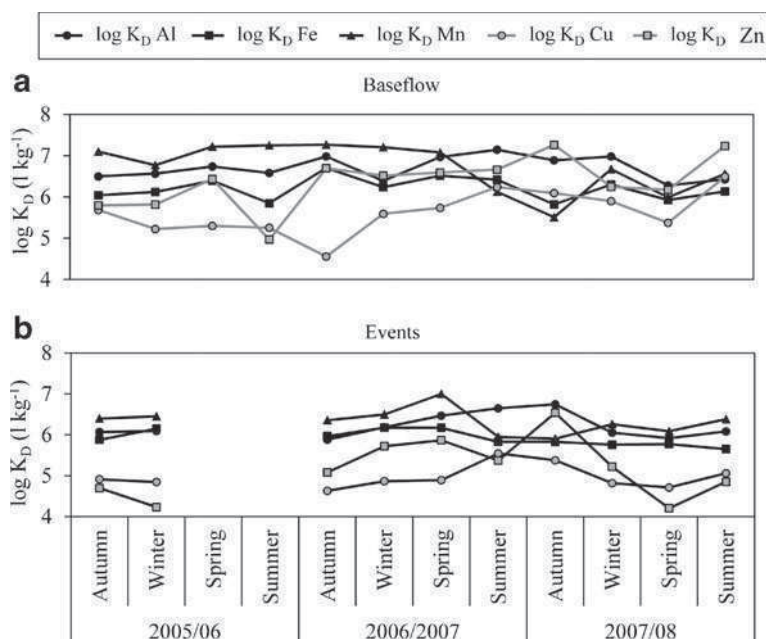 log K_D Al log K_D Fe log K_D Mn log K_D Cu log K_D Zn
a Baseflow
8
7
6
5
4
log K_D (l kg⁻¹)
b Events
8
7
6
5
4
log K_D (l kg⁻¹)
Autumn Winter Spring Summer Autumn Winter Spring Summer Autumn Winter Spring Summer
2005/06 2006/2007 2007/08